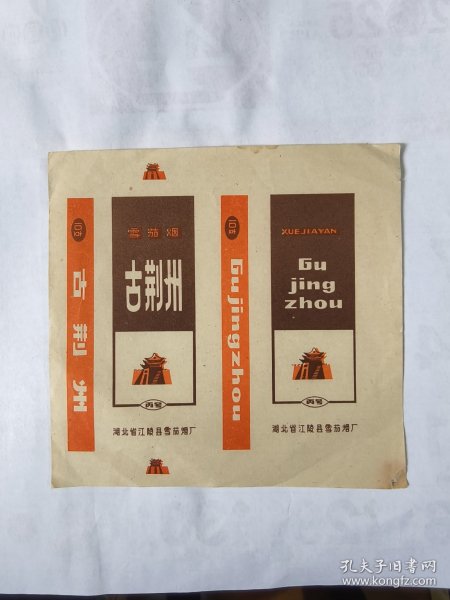 10支
古荆州
雪茄烟
古荆州
丙号
湖北省江陵县雪茄烟厂
10支
Gujingzhou
XUEJIAYAN
Gu
jing
zhou
丙号
湖北省江陵县雪茄烟厂
孔夫子旧书网
www.kongfz.com